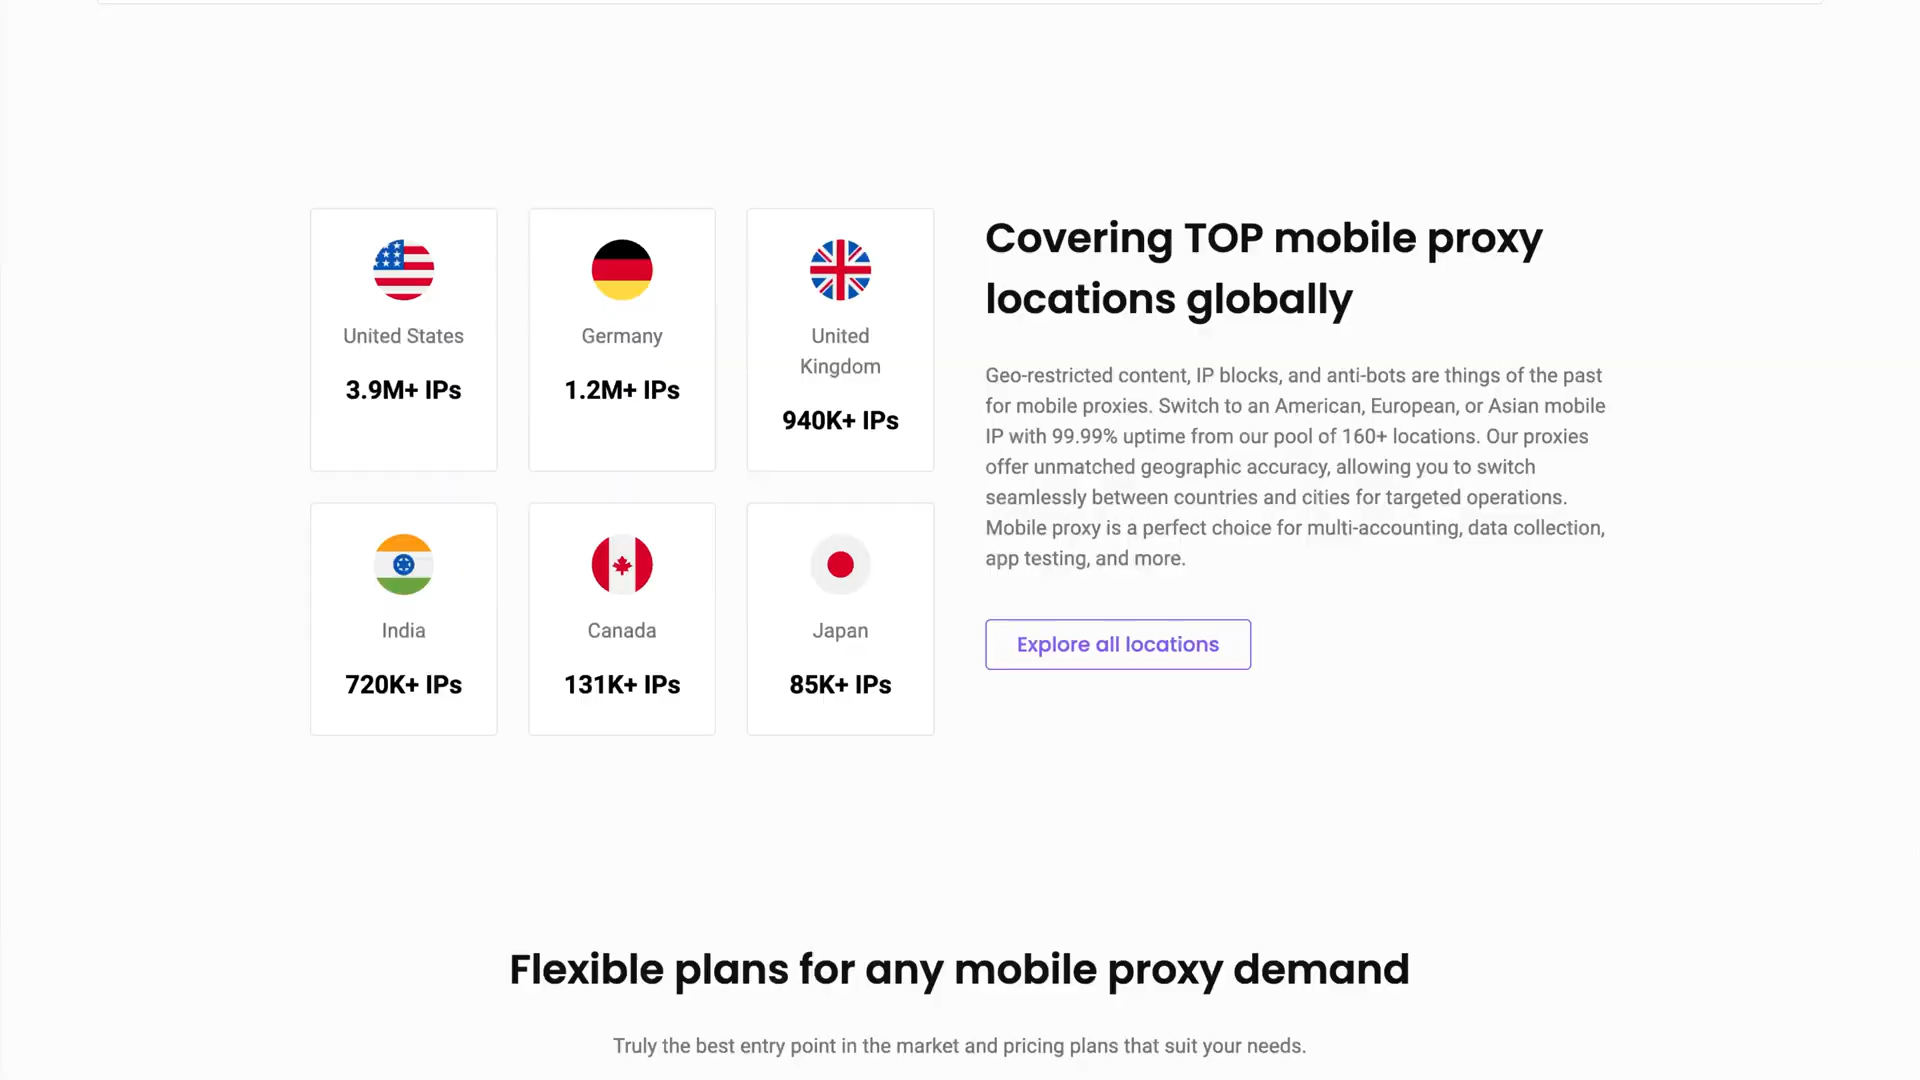 United States
3.9M+ IPs
Germany
1.2M+ IPs
United
Kingdom
940K+ IPs
India
720K+ IPs
Canada
131K+ IPs
Japan
85K+ IPs
Covering TOP mobile proxy
locations globally
Geo-restricted content, IP blocks, and anti-bots are things of the past
for mobile proxies. Switch to an American, European, or Asian mobile
IP with 99.99% uptime from our pool of 160+ locations. Our proxies
offer unmatched geographic accuracy, allowing you to switch
seamlessly between countries and cities for targeted operations.
Mobile proxy is a perfect choice for multi-accounting, data collection,
app testing, and more.
Explore all locations
Flexible plans for any mobile proxy demand
Truly the best entry point in the market and pricing plans that suit your needs.